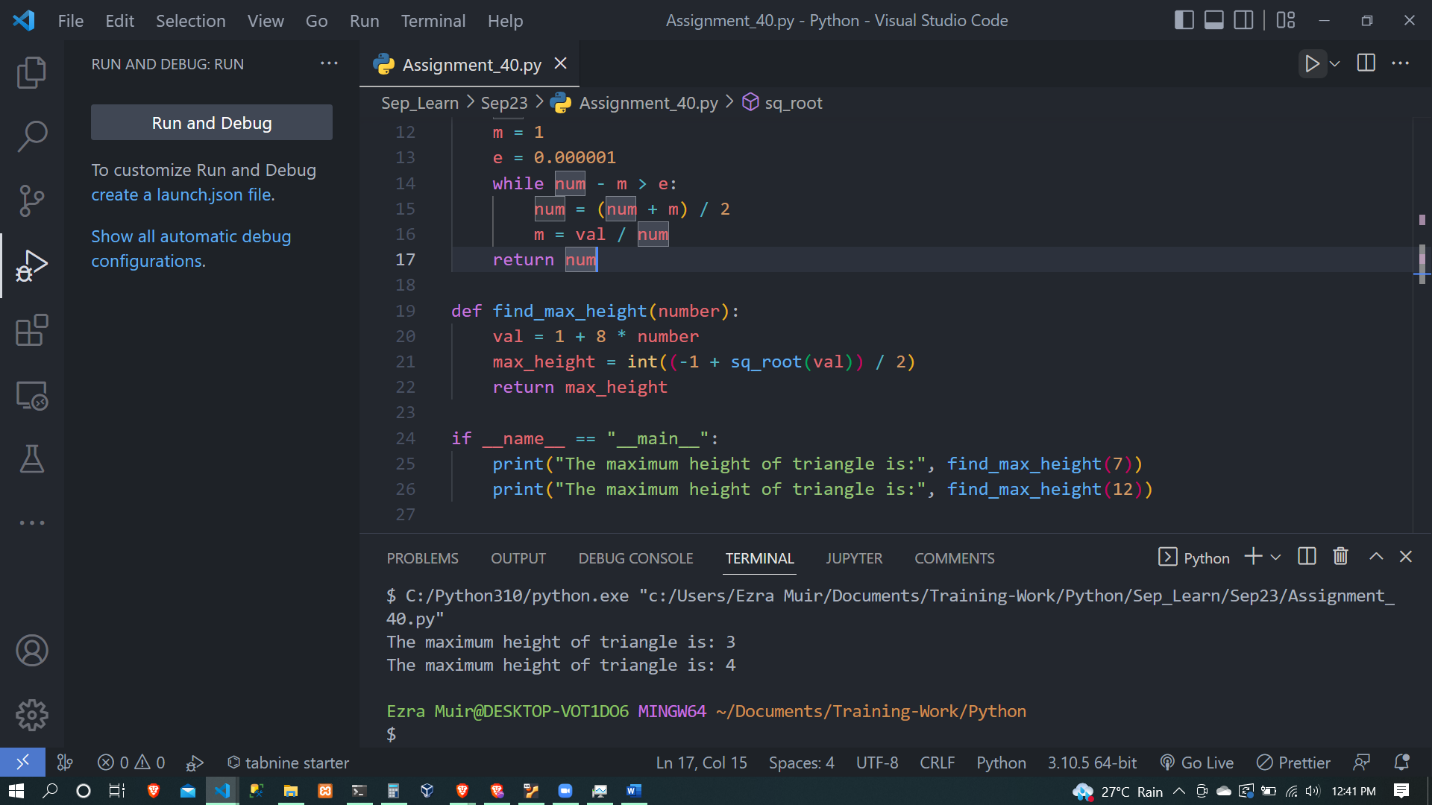 File Edit Selection View Go Run Terminal Help Assignment_40.py - Python - Visual Studio Code
RUN AND DEBUG: RUN
Run and Debug
To customize Run and Debug
create a launch.json file.
Show all automatic debug
configurations.
Assignment_40.py
Sep_Learn > Sep23 > Assignment_40.py > sq_root
12 m = 1
13 e = 0.000001
14 while num - m > e:
15 num = (num + m) / 2
16 m = val / num
17 return num
18
19 def find_max_height(number):
20 val = 1 + 8 * number
21 max_height = int((-1 + sq_root(val)) / 2)
22 return max_height
23
24 if __name__ == "__main__":
25 print("The maximum height of triangle is:", find_max_height(7))
26 print("The maximum height of triangle is:", find_max_height(12))
27
PROBLEMS OUTPUT DEBUG CONSOLE TERMINAL JUPYTER COMMENTS Python
$ C:/Python310/python.exe "c:/Users/Ezra Muir/Documents/Training-Work/Python/Sep_Learn/Sep23/Assignment_
40.py"
The maximum height of triangle is: 3
The maximum height of triangle is: 4
Ezra Muir@DESKTOP-VOT1DO6 MINGW64 ~/Documents/Training-Work/Python
$
0 0 tabnine starter Ln 17, Col 15 Spaces: 4 UTF-8 CRLF Python 3.10.5 64-bit Go Live Prettier
27°C Rain 12:41 PM